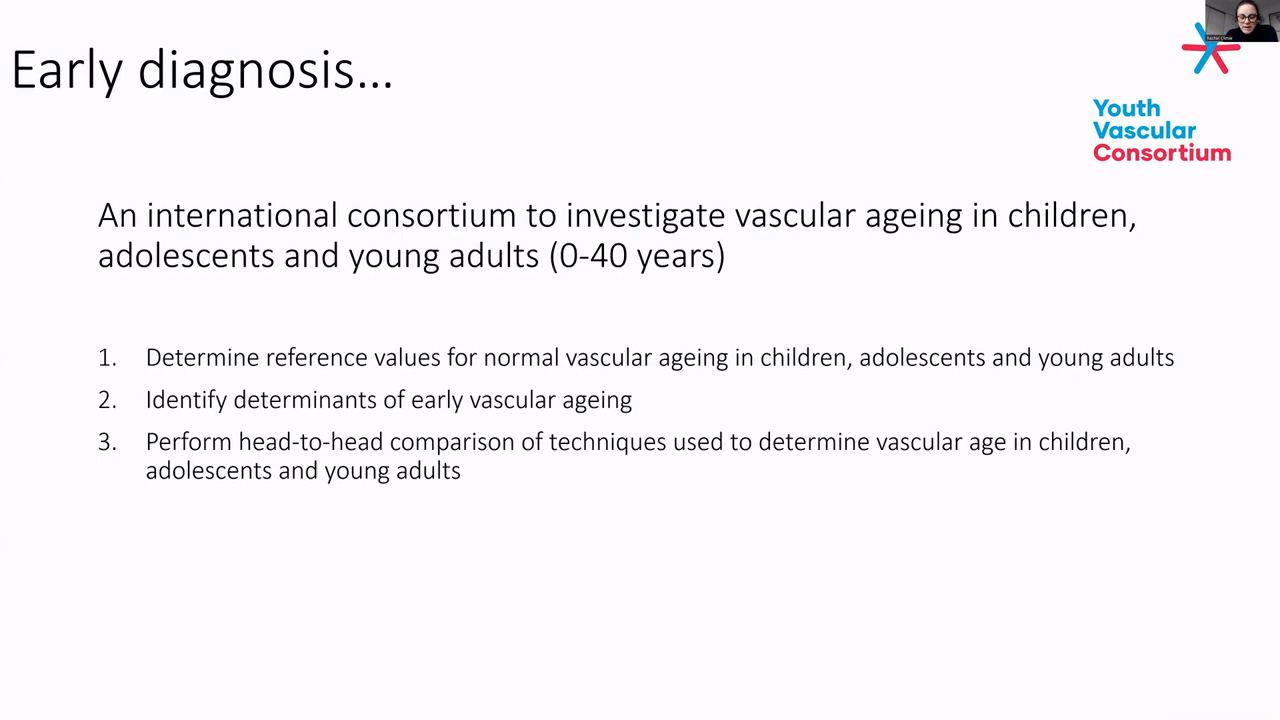 Early diagnosis...
Youth
Vascular
Consortium
An international consortium to investigate vascular ageing in children,
adolescents and young adults (0-40 years)
1. Determine reference values for normal vascular ageing in children, adolescents and young adults
2. Identify determinants of early vascular ageing
3. Perform head-to-head comparison of techniques used to determine vascular age in children,
adolescents and young adults